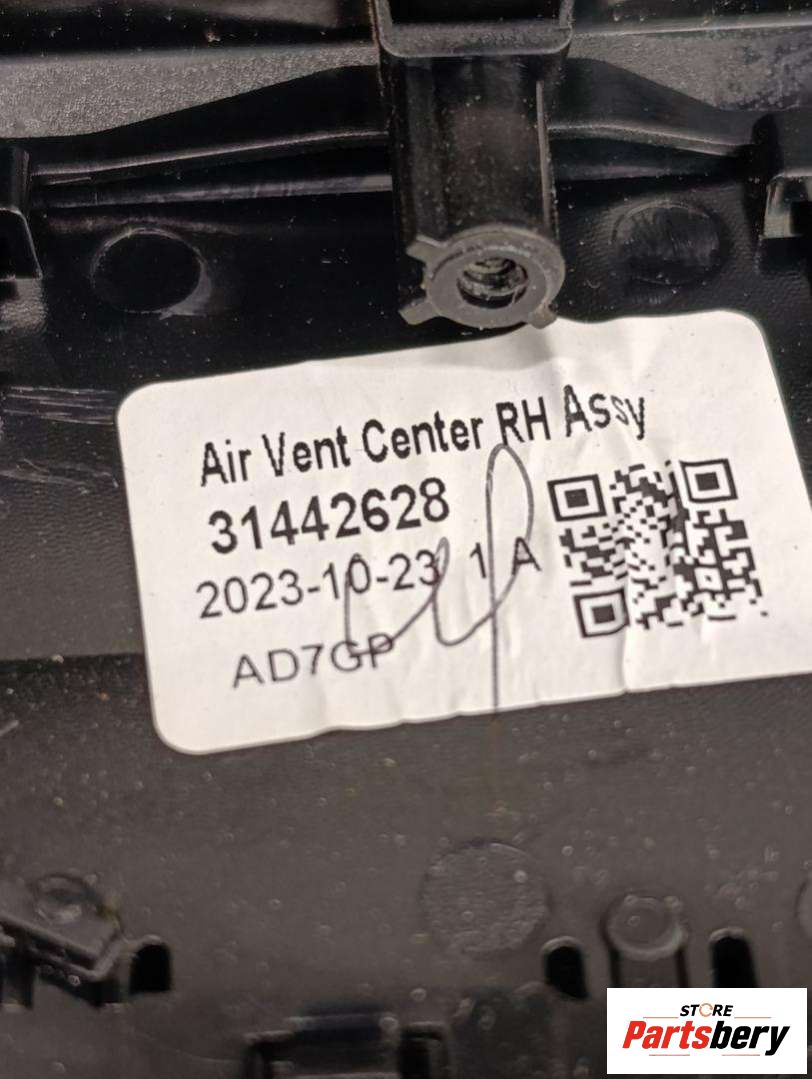 Air Vent Center RH Assy
31442628
2023-10-23 1 A
AD7GP
STORE
Partsbery